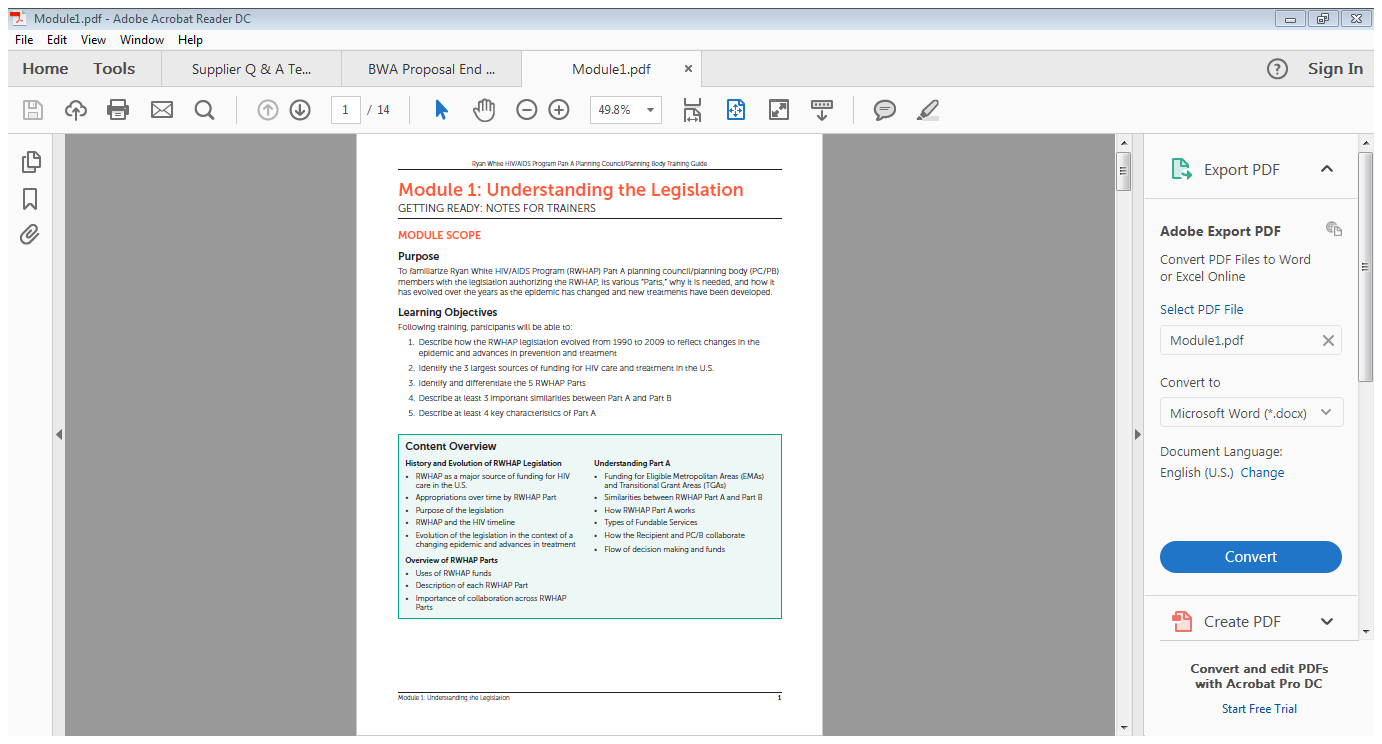 Module1.pdf - Adobe Acrobat Reader DC
File Edit View Window Help
Home Tools Supplier Q & A Te... BWA Proposal End ... Module1.pdf × ? Sign In
1 / 14 49.8%
Ryan White HIV/AIDS Program Part A Planning Council/Planning Body Training Guide
Module 1: Understanding the Legislation
GETTING READY: NOTES FOR TRAINERS
MODULE SCOPE
Purpose
To familiarize Ryan White HIV/AIDS Program (RWHAP) Part A planning council/planning body (PC/PB)
members with the legislation authorizing the RWHAP, its various "Parts," why it is needed, and how it
has evolved over the years as the epidemic has changed and new treatments have been developed.
Learning Objectives
Following training, participants will be able to:
1. Describe how the RWHAP legislation evolved from 1990 to 2009 to reflect changes in the
epidemic and advances in prevention and treatment
2. Identify the 3 largest sources of funding for HIV care and treatment in the U.S.
3. Identify and differentiate the 5 RWHAP Parts
4. Describe at least 3 important similarities between Part A and Part B
5. Describe at least 4 key characteristics of Part A
Content Overview
History and Evolution of RWHAP Legislation
• RWHAP as a major source of funding for HIV
care in the U.S.
• Appropriations over time by RWHAP Part
• Purpose of the legislation
• RWHAP and the HIV timeline
• Evolution of the legislation in the context of a
changing epidemic and advances in treatment
Overview of RWHAP Parts
• Uses of RWHAP funds
• Description of each RWHAP Part
• Importance of collaboration across RWHAP
Parts
Understanding Part A
• Funding for Eligible Metropolitan Areas (EMAs)
and Transitional Grant Areas (TGAs)
• Similarities between RWHAP Part A and Part B
• How RWHAP Part A works
• Types of Fundable Services
• How the Recipient and PC/B collaborate
• Flow of decision making and funds
Module 1: Understanding the Legislation 1
Export PDF
Adobe Export PDF
Convert PDF Files to Word
or Excel Online
Select PDF File
Module1.pdf
Convert to
Microsoft Word (*.docx)
Document Language:
English (U.S.) Change
Convert
Create PDF
Convert and edit PDFs
with Acrobat Pro DC
Start Free Trial